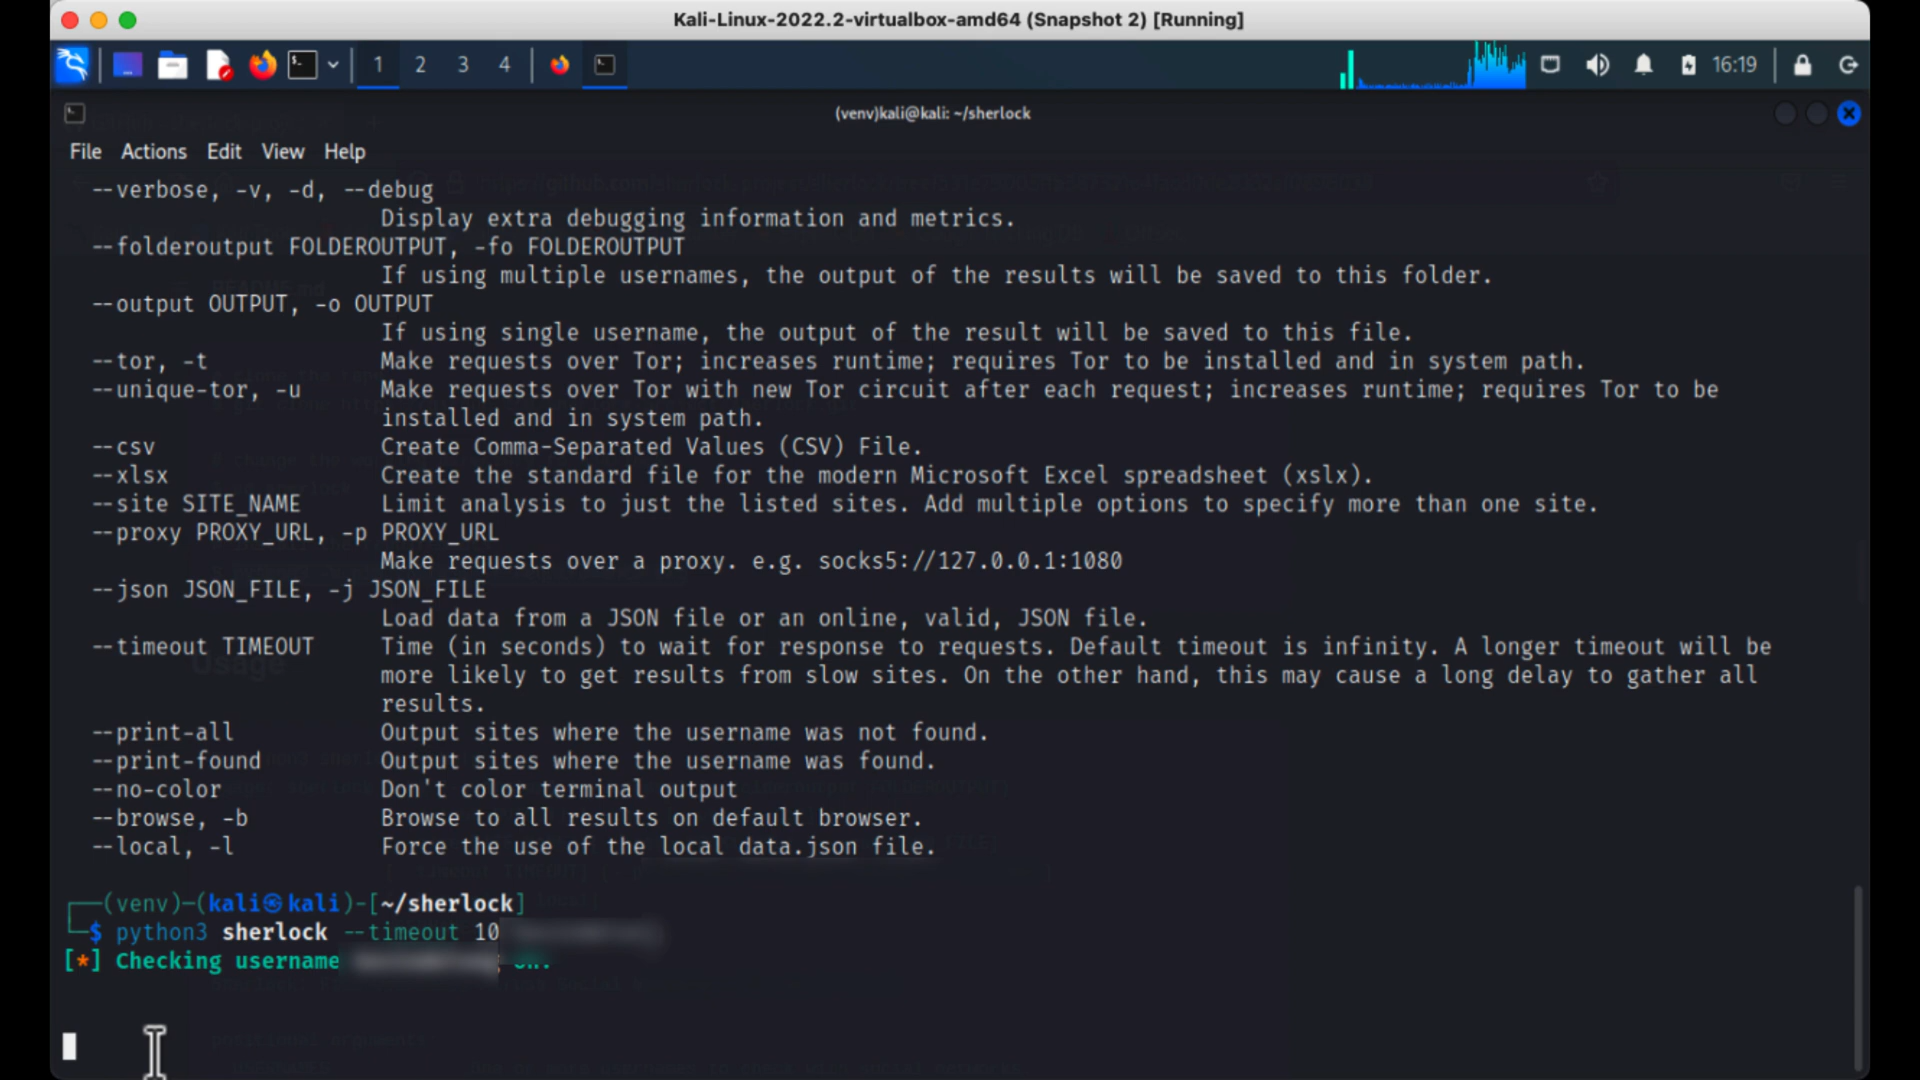 Kali-Linux-2022.2-virtualbox-amd64 (Snapshot 2) [Running]
1 2 3 4 16:19
(venv)kali@kali: ~/sherlock
File Actions Edit View Help
--verbose, -v, -d, --debug
Display extra debugging information and metrics.
--folderoutput FOLDEROUTPUT, -fo FOLDEROUTPUT
If using multiple usernames, the output of the results will be saved to this folder.
--output OUTPUT, -o OUTPUT
If using single username, the output of the result will be saved to this file.
--tor, -t Make requests over Tor; increases runtime; requires Tor to be installed and in system path.
--unique-tor, -u Make requests over Tor with new Tor circuit after each request; increases runtime; requires Tor to be
installed and in system path.
--csv Create Comma-Separated Values (CSV) File.
--xlsx Create the standard file for the modern Microsoft Excel spreadsheet (xslx).
--site SITE_NAME Limit analysis to just the listed sites. Add multiple options to specify more than one site.
--proxy PROXY_URL, -p PROXY_URL
Make requests over a proxy. e.g. socks5://127.0.0.1:1080
--json JSON_FILE, -j JSON_FILE
Load data from a JSON file or an online, valid, JSON file.
--timeout TIMEOUT Time (in seconds) to wait for response to requests. Default timeout is infinity. A longer timeout will be
more likely to get results from slow sites. On the other hand, this may cause a long delay to gather all
results.
--print-all Output sites where the username was not found.
--print-found Output sites where the username was found.
--no-color Don't color terminal output
--browse, -b Browse to all results on default browser.
--local, -l Force the use of the local data.json file.
┌──(venv)─(kali㉿kali)-[~/sherlock]
└─$ python3 sherlock --timeout 10
[*] Checking username on: